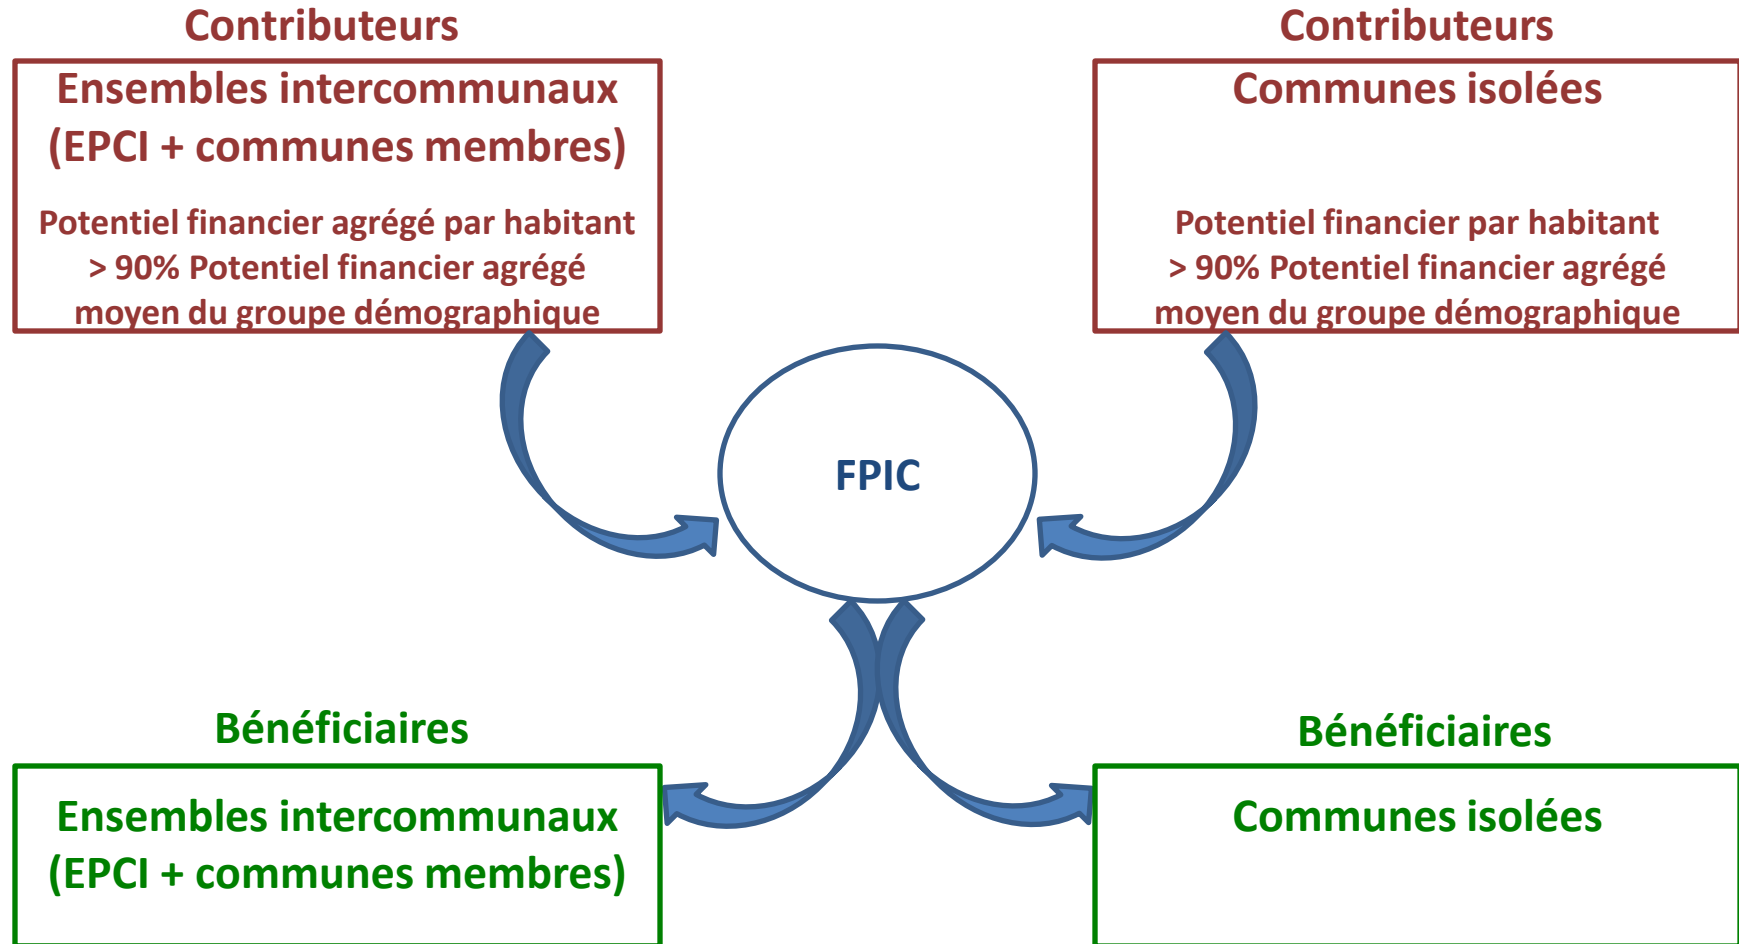 Contributeurs
Ensembles intercommunaux
(EPCI + communes membres)
Potentiel financier agrégé par habitant
> 90% Potentiel financier agrégé
moyen du groupe démographique
Contributeurs
Communes isolées
Potentiel financier par habitant
> 90% Potentiel financier agrégé
moyen du groupe démographique
FPIC
Bénéficiaires
Ensembles intercommunaux
(EPCI + communes membres)
Bénéficiaires
Communes isolées